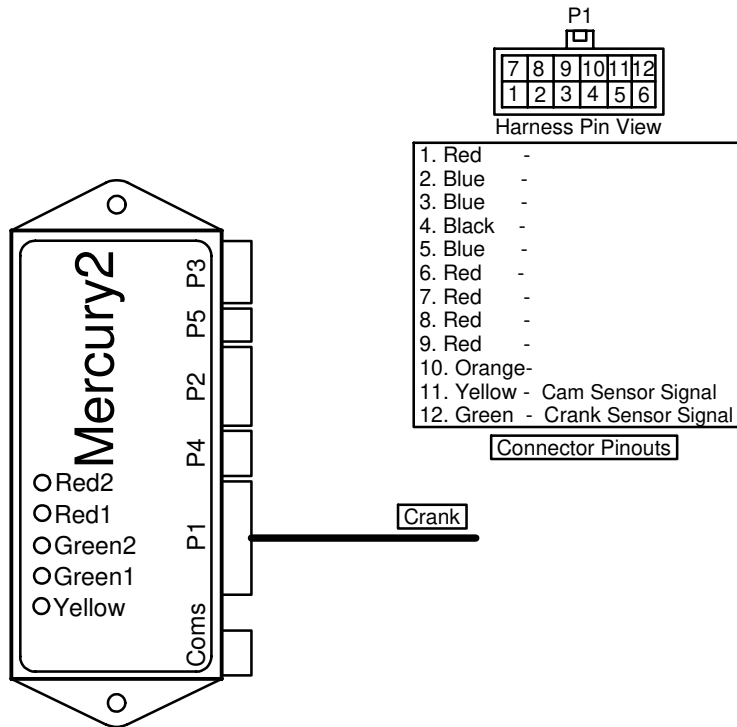 P1
7 8 9 10 11 12
1 2 3 4 5 6
Harness Pin View
1. Red -
2. Blue -
3. Blue -
4. Black -
5. Blue -
6. Red -
7. Red -
8. Red -
9. Red -
10. Orange-
11. Yellow - Cam Sensor Signal
12. Green - Crank Sensor Signal
Connector Pinouts
Mercury2
P3
P5
P2
P4
P1
Coms
Red2
Red1
Green2
Green1
Yellow
Crank